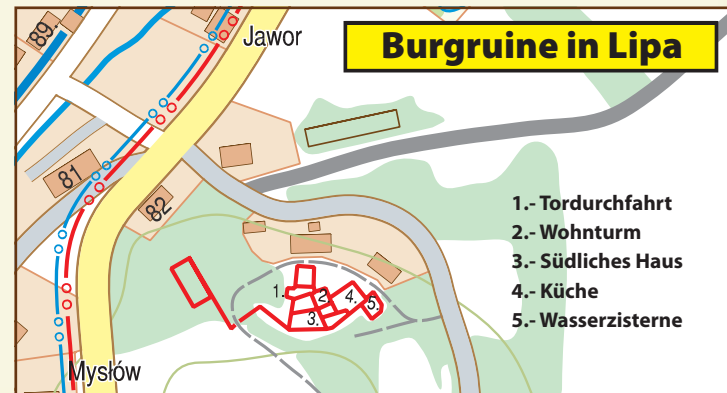 89.
Jawor
Burgruine in Lipa
81
82
1.- Tordurchfahrt
2.- Wohnturm
3.- Südliches Haus
4.- Küche
5.- Wasserzisterne
1.
2.
4.
5.
3.
Mysłów